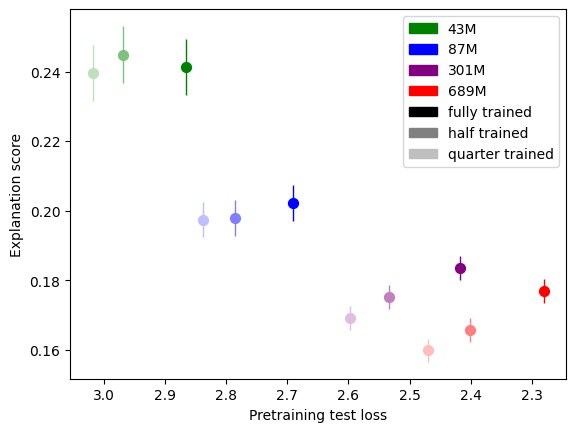 43M
87M
301M
689M
fully trained
half trained
quarter trained
Explanation score
0.24
0.22
0.20
0.18
0.16
3.0 2.9 2.8 2.7 2.6 2.5 2.4 2.3
Pretraining test loss